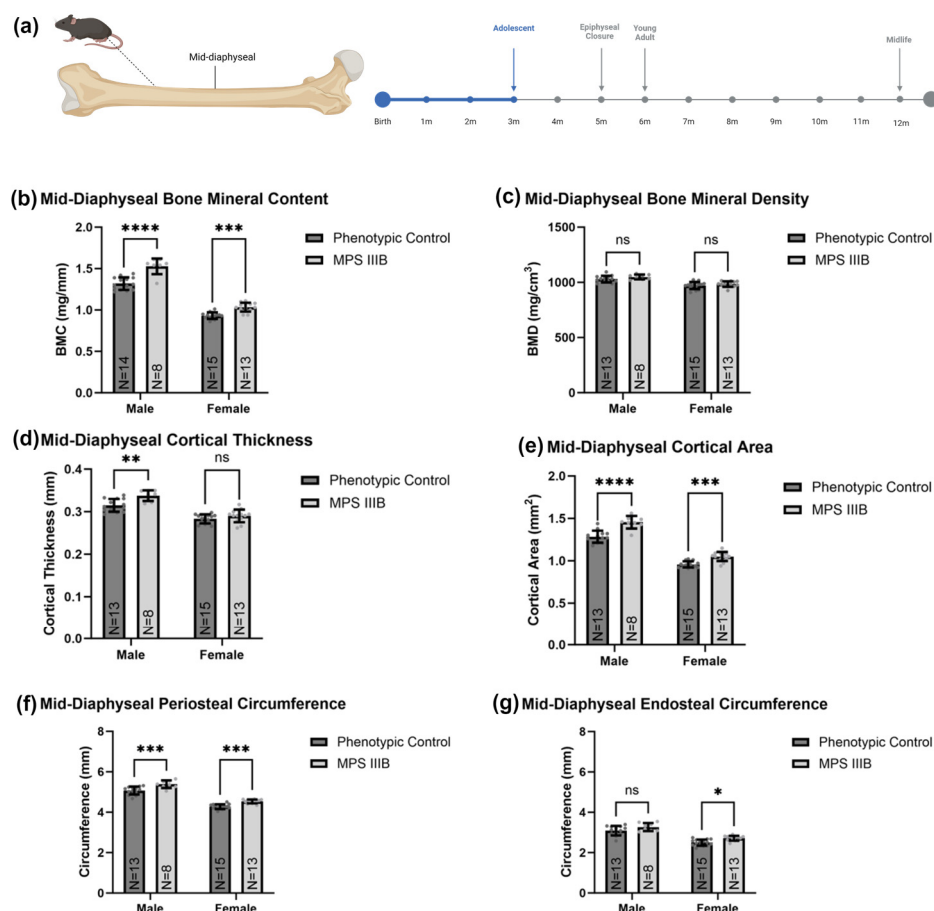 (a)
Mid-diaphyseal
Adolescent
Epiphyseal
Closure
Young
Adult
Midlife
Birth 1m 2m 3m 4m 5m 6m 7m 8m 9m 10m 11m 12m
(b) Mid-Diaphyseal Bone Mineral Content
BMC (mg/mm)
2.0
1.5
1.0
0.5
0.0
**** ***
N=14 N=8 N=15 N=13
Male Female
Phenotypic Control
MPS IIIB
(c) Mid-Diaphyseal Bone Mineral Density
BMD (mg/cm³)
1500
1000
500
0
ns ns
N=13 N=8 N=15 N=13
Male Female
Phenotypic Control
MPS IIIB
(d) Mid-Diaphyseal Cortical Thickness
Cortical Thickness (mm)
0.4
0.3
0.2
0.1
0.0
** ns
N=13 N=8 N=15 N=13
Male Female
Phenotypic Control
MPS IIIB
(e) Mid-Diaphyseal Cortical Area
Cortical Area (mm²)
2.0
1.5
1.0
0.5
0.0
**** ***
N=13 N=8 N=15 N=13
Male Female
Phenotypic Control
MPS IIIB
(f) Mid-Diaphyseal Periosteal Circumference
Circumference (mm)
8
6
4
2
0
*** ***
N=13 N=8 N=15 N=13
Male Female
Phenotypic Control
MPS IIIB
(g) Mid-Diaphyseal Endosteal Circumference
Circumference (mm)
8
6
4
2
0
ns *
N=13 N=8 N=15 N=13
Male Female
Phenotypic Control
MPS IIIB